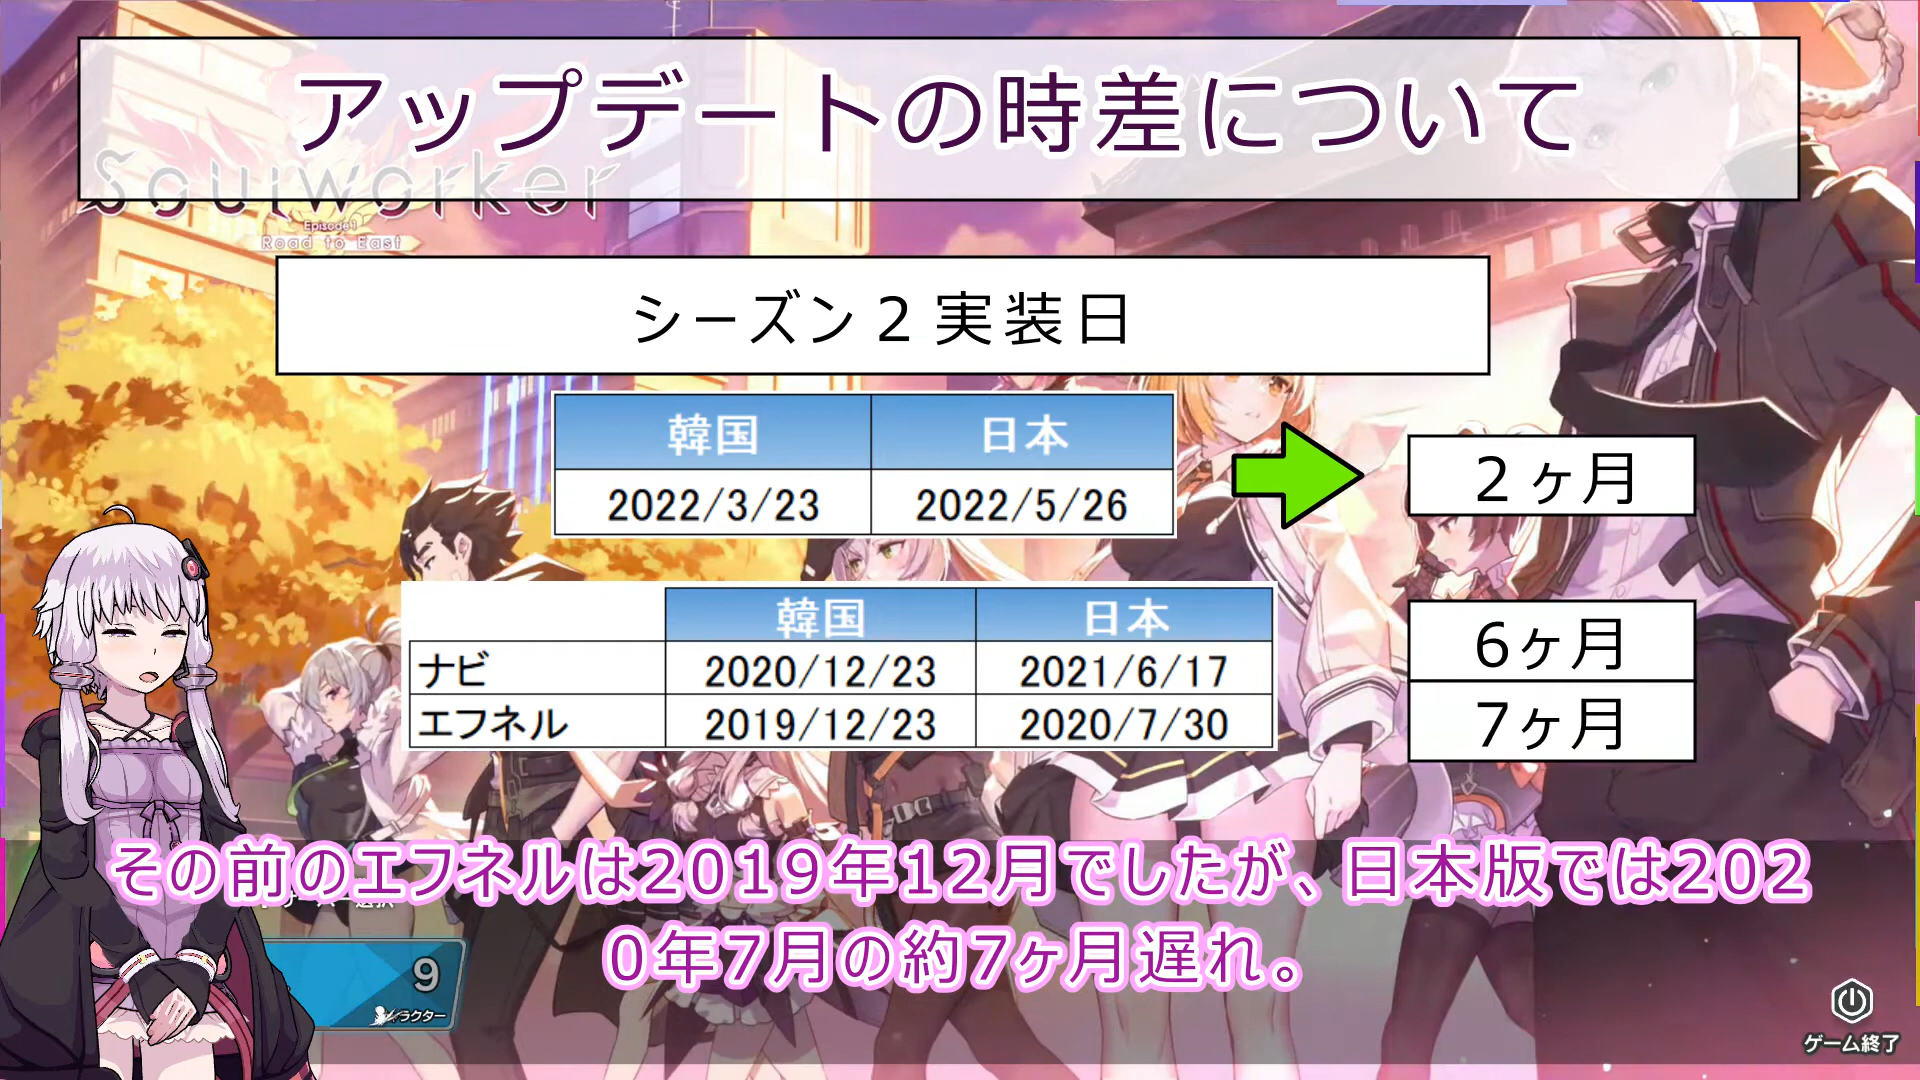 アップデートの時差について
Soulworker
Episode1
Road to East
シーズン２実装日
韓国 日本
2022/3/23 2022/5/26
２ヶ月
韓国 日本
ナビ 2020/12/23 2021/6/17
6ヶ月
エフネル 2019/12/23 2020/7/30
7ヶ月
その前のエフネルは2019年12月でしたが、日本版では202
0年7月の約7ヶ月遅れ。
9
ラクター
ゲーム終了